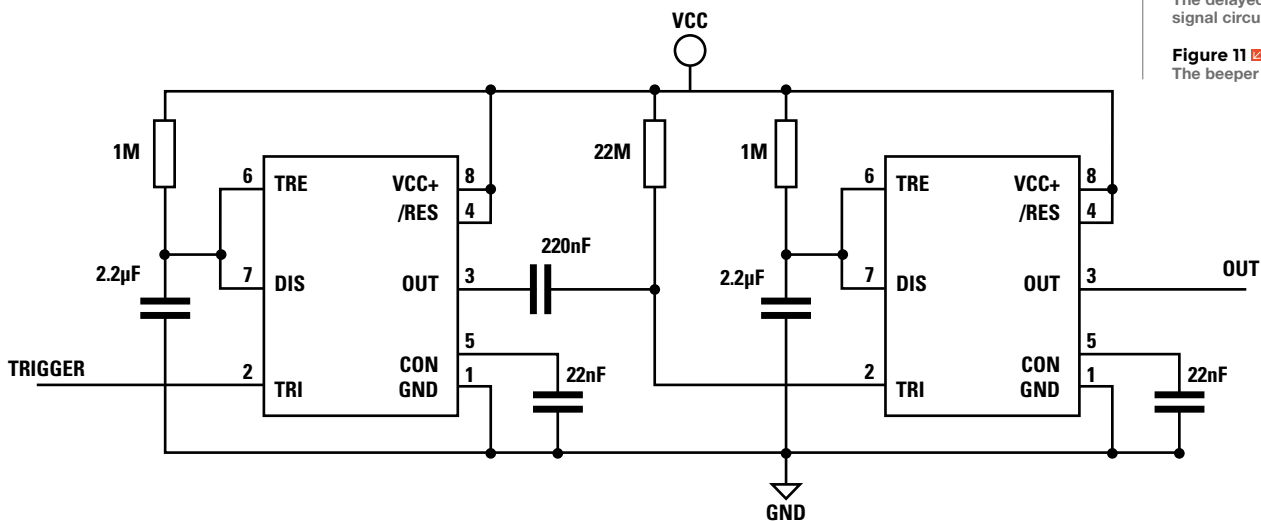 The delayed
signal circu
Figure 11
The beeper
VCC
1M
22M
1M
6 TRE VCC+ 8
/RES 4
6 TRE VCC+ 8
/RES 4
220nF
2.2µF
7 DIS OUT 3
2.2µF
7 DIS OUT 3
OUT
TRIGGER
2 TRI
CON 5
GND 1
22nF
2 TRI
CON 5
GND 1
22nF
GND